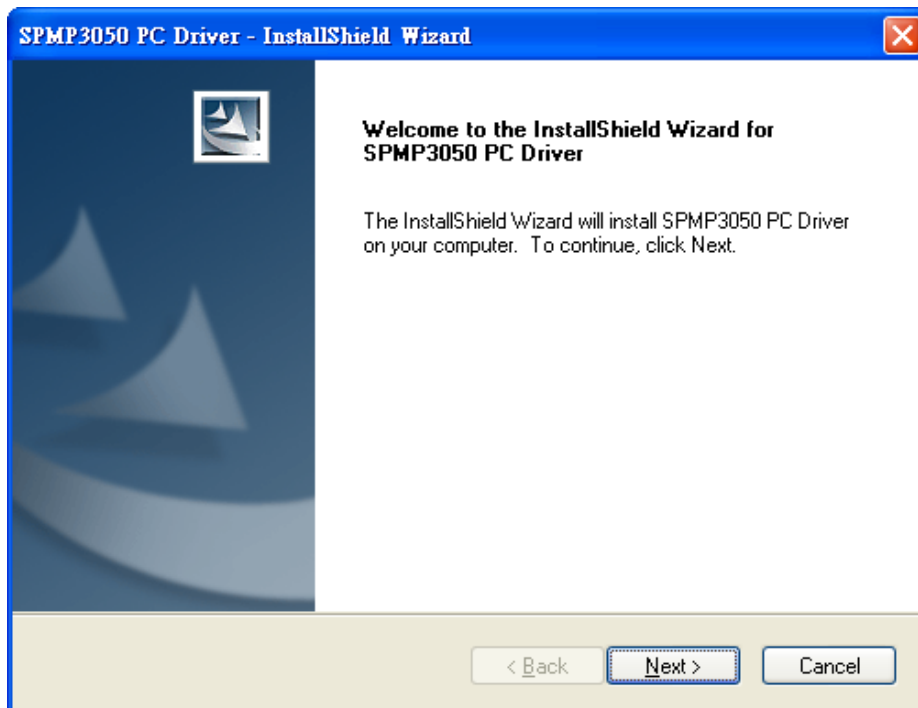 SPMP3050 PC Driver - InstallShield Wizard
Welcome to the InstallShield Wizard for
SPMP3050 PC Driver
The InstallShield Wizard will install SPMP3050 PC Driver
on your computer.  To continue, click Next.
< Back
Next >
Cancel